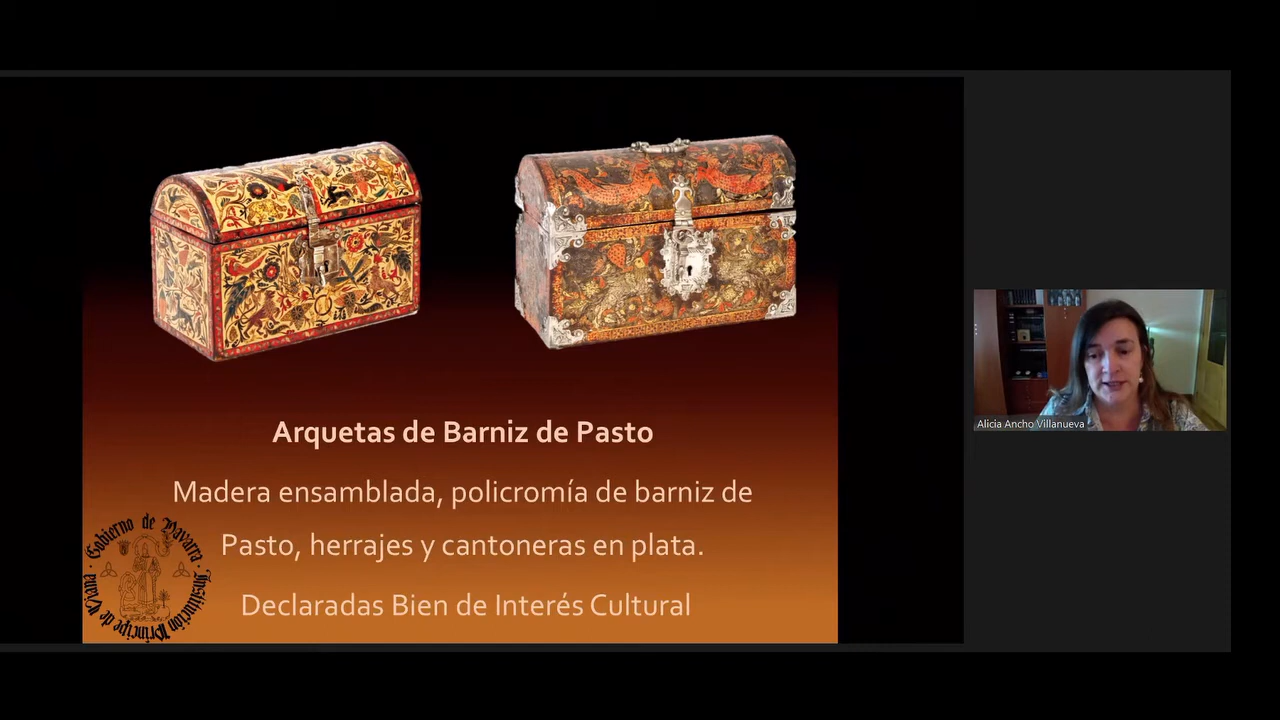 Arquetas de Barniz de Pasto
Madera ensamblada, policromía de barniz de
Pasto, herrajes y cantoneras en plata.
Declaradas Bien de Interés Cultural
· Gobierno de Navarra · Institución Príncipe de Viana
Alicia Ancho Villanueva